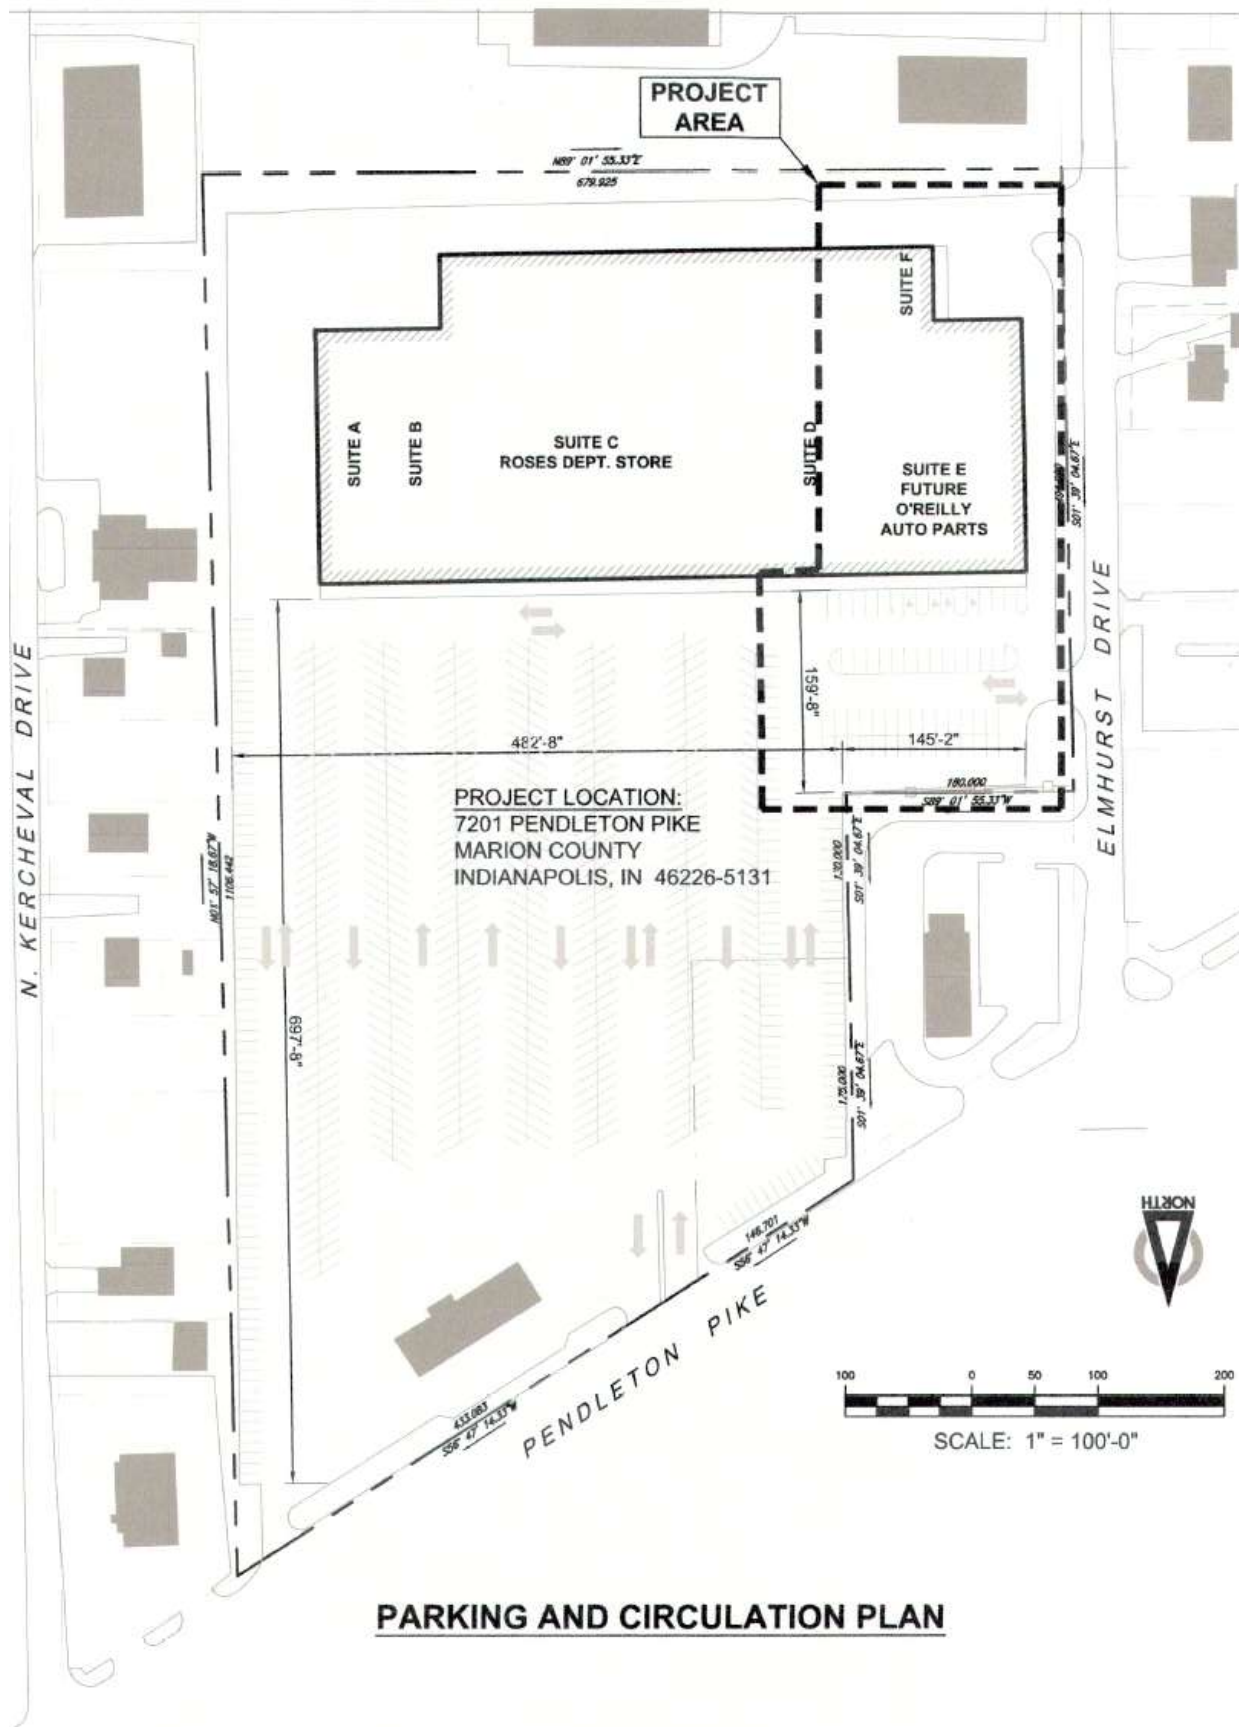 PROJECT
AREA
N89° 01' 55.33"E
679.925
SUITE F
SUITE A
SUITE B
SUITE C
ROSES DEPT. STORE
SUITE D
SUITE E
FUTURE
O'REILLY
AUTO PARTS
S01° 39' 04.67"E
N. KERCHEVAL DRIVE
ELMHURST DRIVE
159'-8"
482'-8"
145'-2"
180.000
S89° 01' 55.33"W
PROJECT LOCATION:
7201 PENDLETON PIKE
MARION COUNTY
INDIANAPOLIS, IN 46226-5131
N01° 57' 18.67"W
1106.442
130.000
S01° 39' 04.67"E
697'-8"
175.000
S01° 39' 04.67"E
NORTH
146.701
S56° 47' 14.33"W
433.083
S56° 47' 14.33"W
PENDLETON PIKE
100 0 50 100 200
SCALE: 1" = 100'-0"
PARKING AND CIRCULATION PLAN